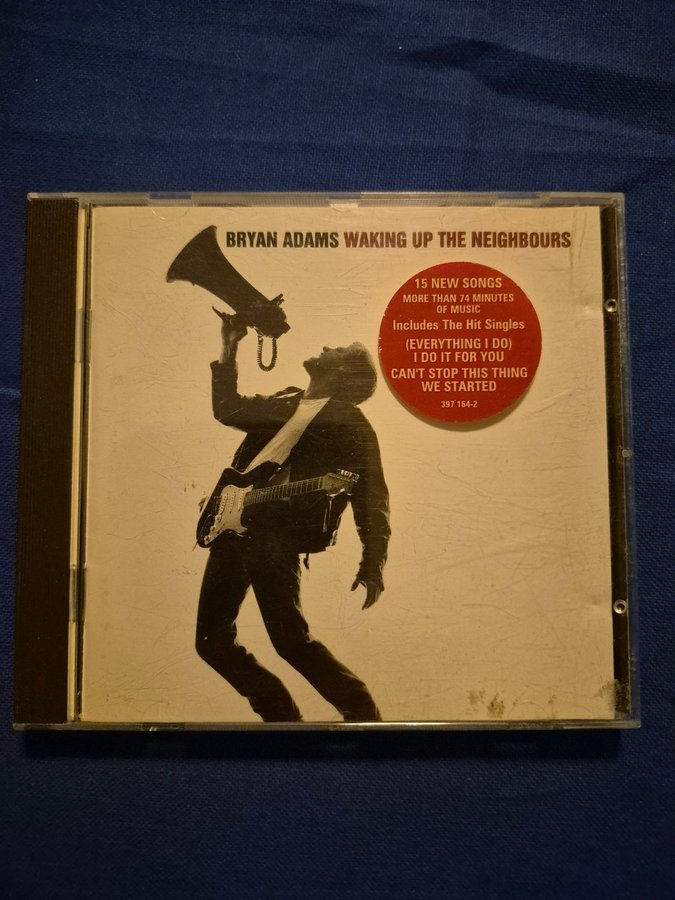 BRYAN ADAMS WAKING UP THE NEIGHBOURS
15 NEW SONGS
MORE THAN 74 MINUTES
OF MUSIC
Includes The Hit Singles
(EVERYTHING I DO)
I DO IT FOR YOU
CAN'T STOP THIS THING
WE STARTED
397 164-2